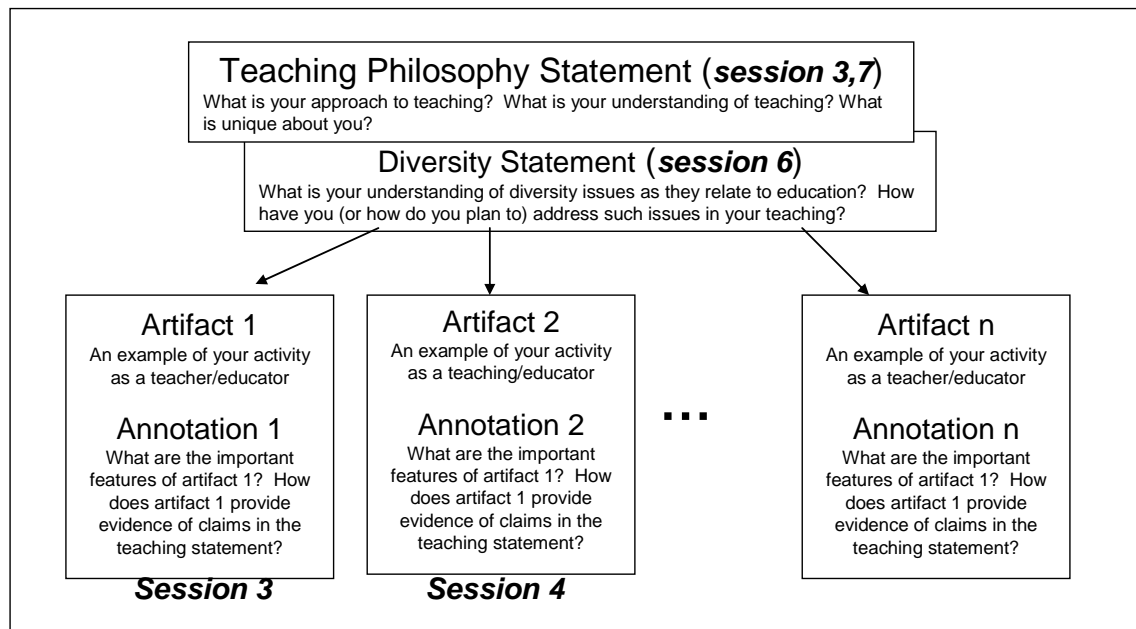 Teaching Philosophy Statement (session 3,7)
What is your approach to teaching?  What is your understanding of teaching? What
is unique about you?
Diversity Statement (session 6)
What is your understanding of diversity issues as they relate to education?  How
have you (or how do you plan to) address such issues in your teaching?
Artifact 1
An example of your activity
as a teacher/educator
Annotation 1
What are the important
features of artifact 1?  How
does artifact 1 provide
evidence of claims in the
teaching statement?
Session 3
Artifact 2
An example of your activity
as a teaching/educator
Annotation 2
What are the important
features of artifact 1?  How
does artifact 1 provide
evidence of claims in the
teaching statement?
Session 4
...
Artifact n
An example of your activity
as a teacher/educator
Annotation n
What are the important
features of artifact 1?  How
does artifact 1 provide
evidence of claims in the
teaching statement?